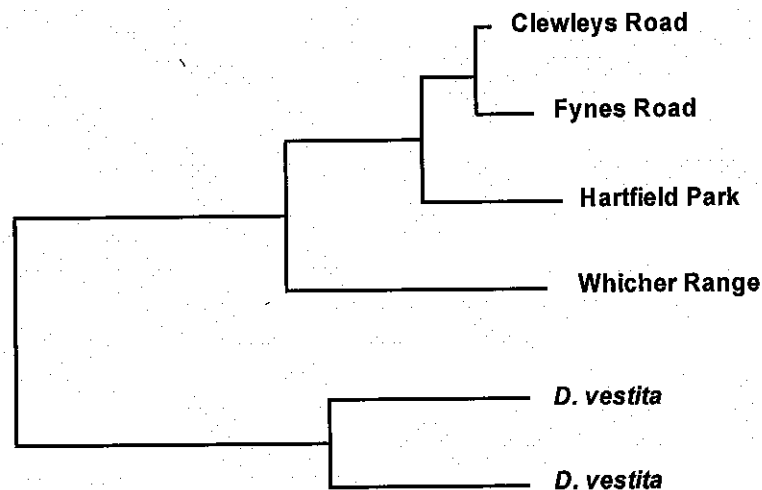 Clewleys Road
Fynes Road
Hartfield Park
Whicher Range
D. vestita
D. vestita